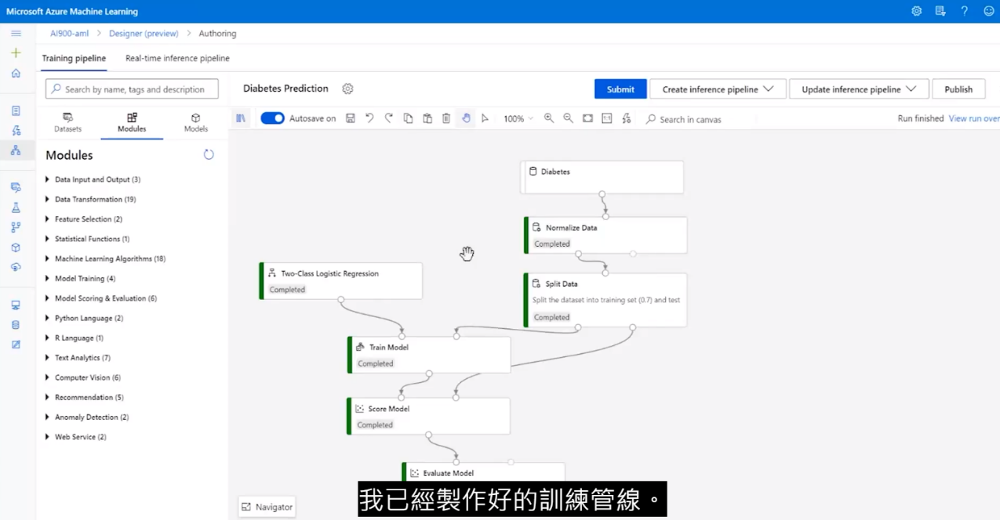 Microsoft Azure Machine Learning
AI900-aml > Designer (preview) > Authoring
Training pipeline Real-time inference pipeline
Search by name, tags and description
Diabetes Prediction
Submit
Create inference pipeline
Update inference pipeline
Publish
Datasets
Modules
Models
Autosave on
100%
Search in canvas
Run finished View run over
Modules
Data Input and Output (3)
Data Transformation (19)
Feature Selection (2)
Statistical Functions (1)
Machine Learning Algorithms (18)
Model Training (4)
Model Scoring & Evaluation (6)
Python Language (2)
R Language (1)
Text Analytics (7)
Computer Vision (6)
Recommendation (5)
Anomaly Detection (2)
Web Service (2)
Diabetes
Normalize Data
Completed
Two-Class Logistic Regression
Completed
Split Data
Split the dataset into training set (0.7) and test
Completed
Train Model
Completed
Score Model
Completed
Evaluate Model
Navigator
我已經製作好的訓練管線。